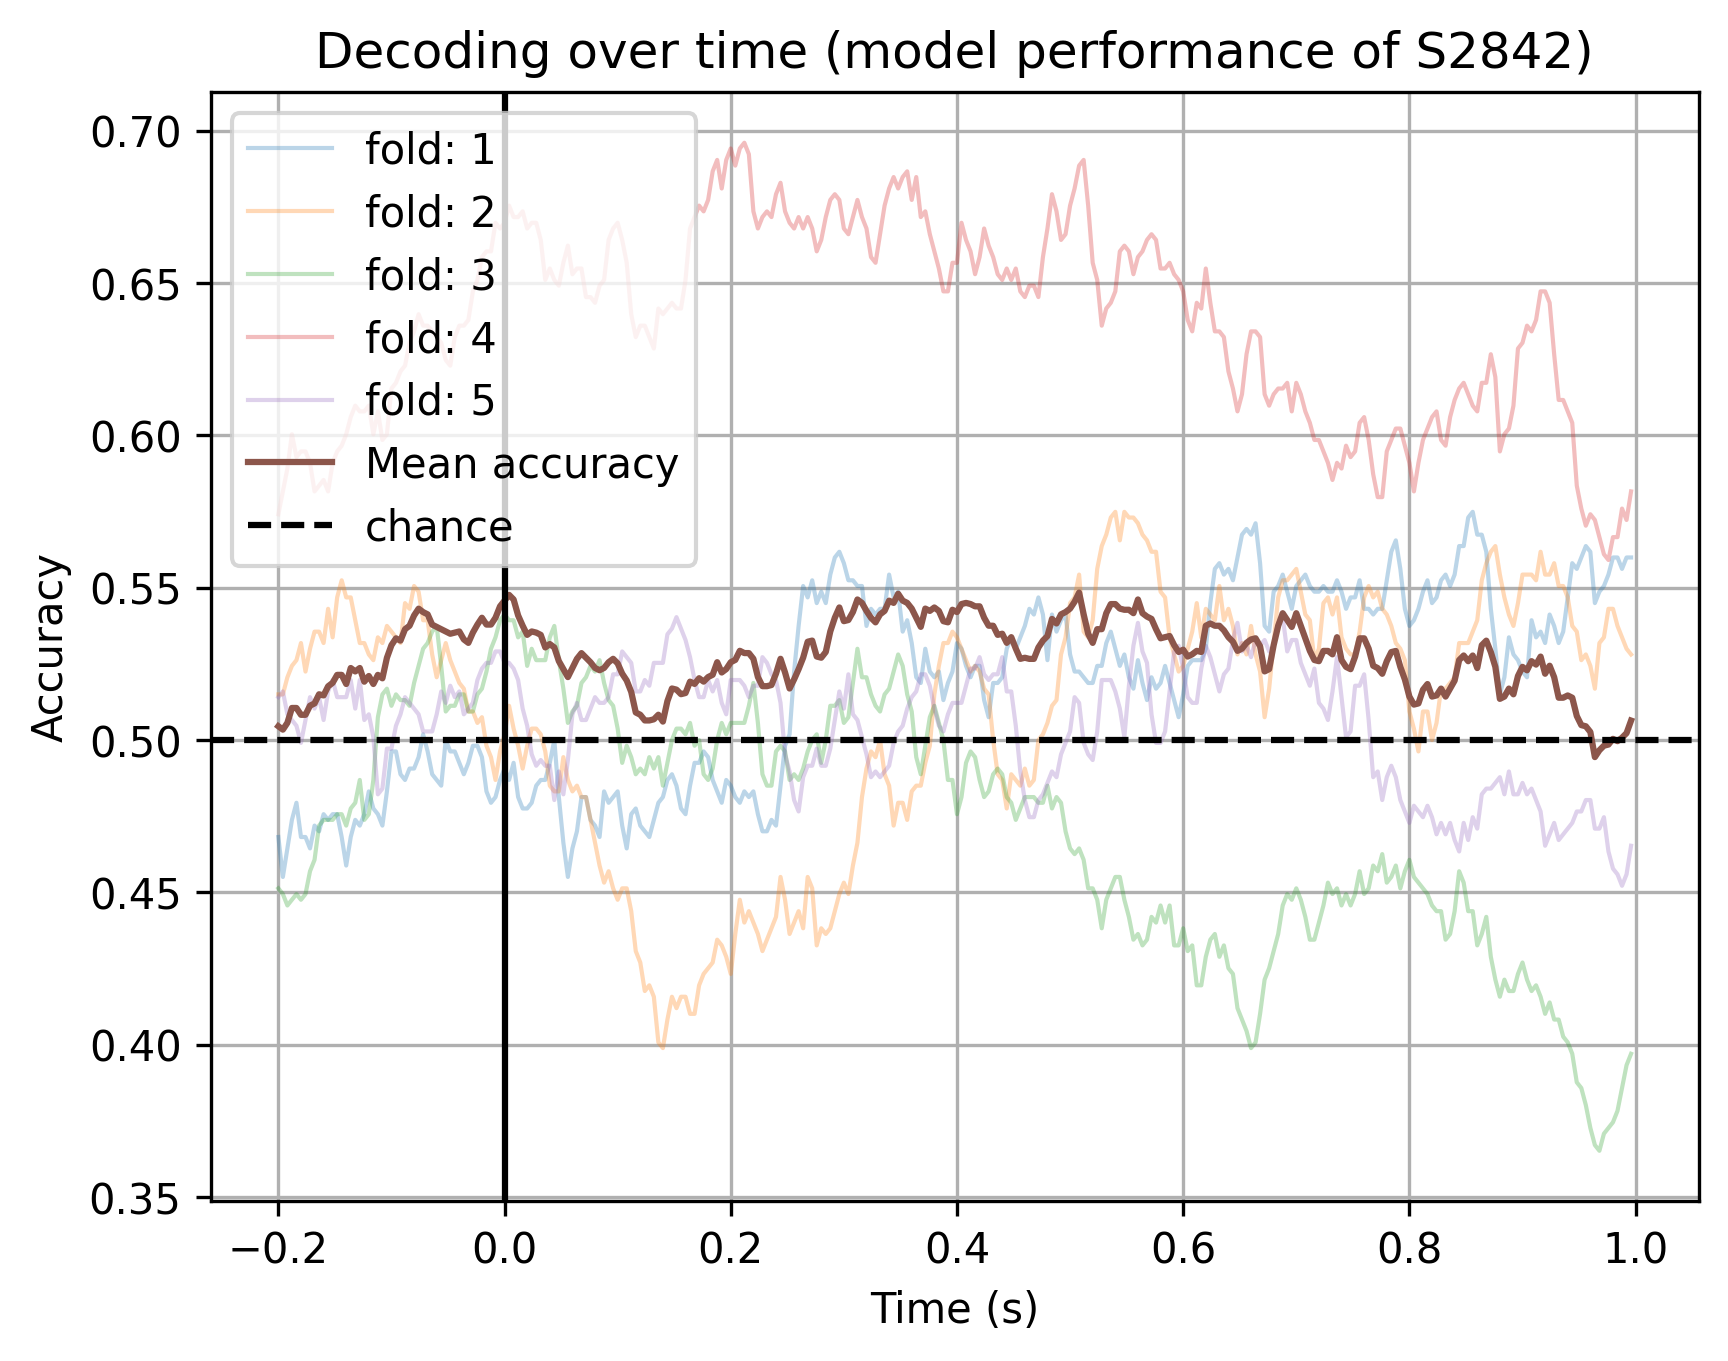 Decoding over time (model performance of S2842)
0.70
0.65
0.60
0.55
0.50
0.45
0.40
0.35
Accuracy
fold: 1
fold: 2
fold: 3
fold: 4
fold: 5
Mean accuracy
chance
−0.2 0.0 0.2 0.4 0.6 0.8 1.0
Time (s)